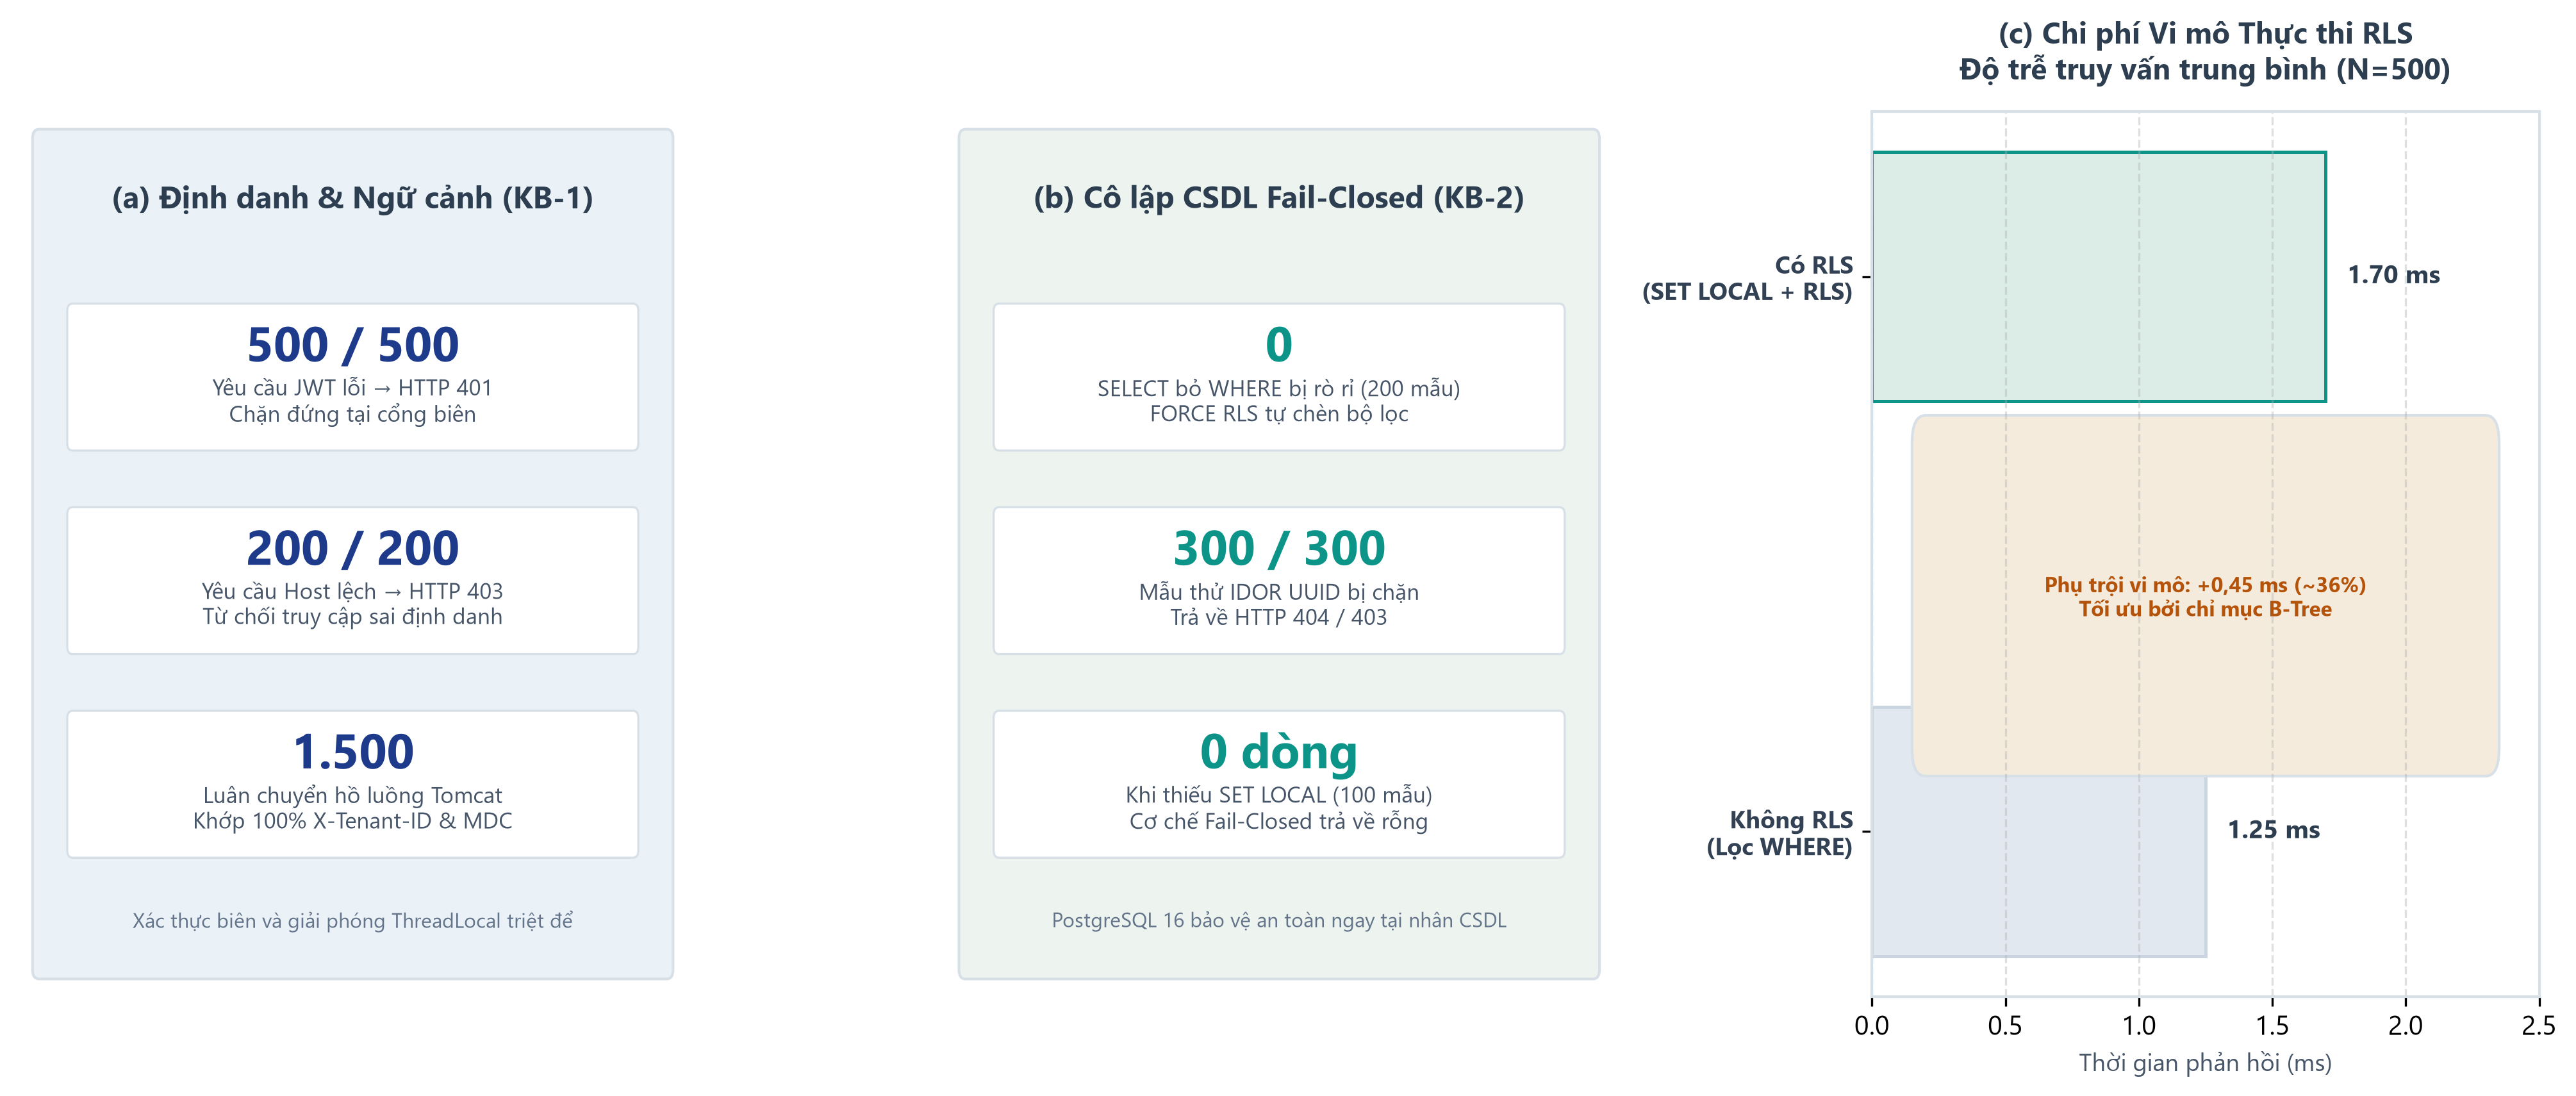 (a) Định danh & Ngữ cảnh (KB-1)
500 / 500
Yêu cầu JWT lỗi → HTTP 401
Chặn đứng tại cổng biên
200 / 200
Yêu cầu Host lệch → HTTP 403
Từ chối truy cập sai định danh
1.500
Luân chuyển hồ luồng Tomcat
Khớp 100% X-Tenant-ID & MDC
Xác thực biên và giải phóng ThreadLocal triệt để
(b) Cô lập CSDL Fail-Closed (KB-2)
0
SELECT bỏ WHERE bị rò rỉ (200 mẫu)
FORCE RLS tự chèn bộ lọc
300 / 300
Mẫu thử IDOR UUID bị chặn
Trả về HTTP 404 / 403
0 dòng
Khi thiếu SET LOCAL (100 mẫu)
Cơ chế Fail-Closed trả về rỗng
PostgreSQL 16 bảo vệ an toàn ngay tại nhân CSDL
(c) Chi phí Vi mô Thực thi RLS
Độ trễ truy vấn trung bình (N=500)
Có RLS
(SET LOCAL + RLS)
1.70 ms
Phụ trội vi mô: +0,45 ms (~36%)
Tối ưu bởi chỉ mục B-Tree
Không RLS
(Lọc WHERE)
1.25 ms
0.0 0.5 1.0 1.5 2.0 2.5
Thời gian phản hồi (ms)